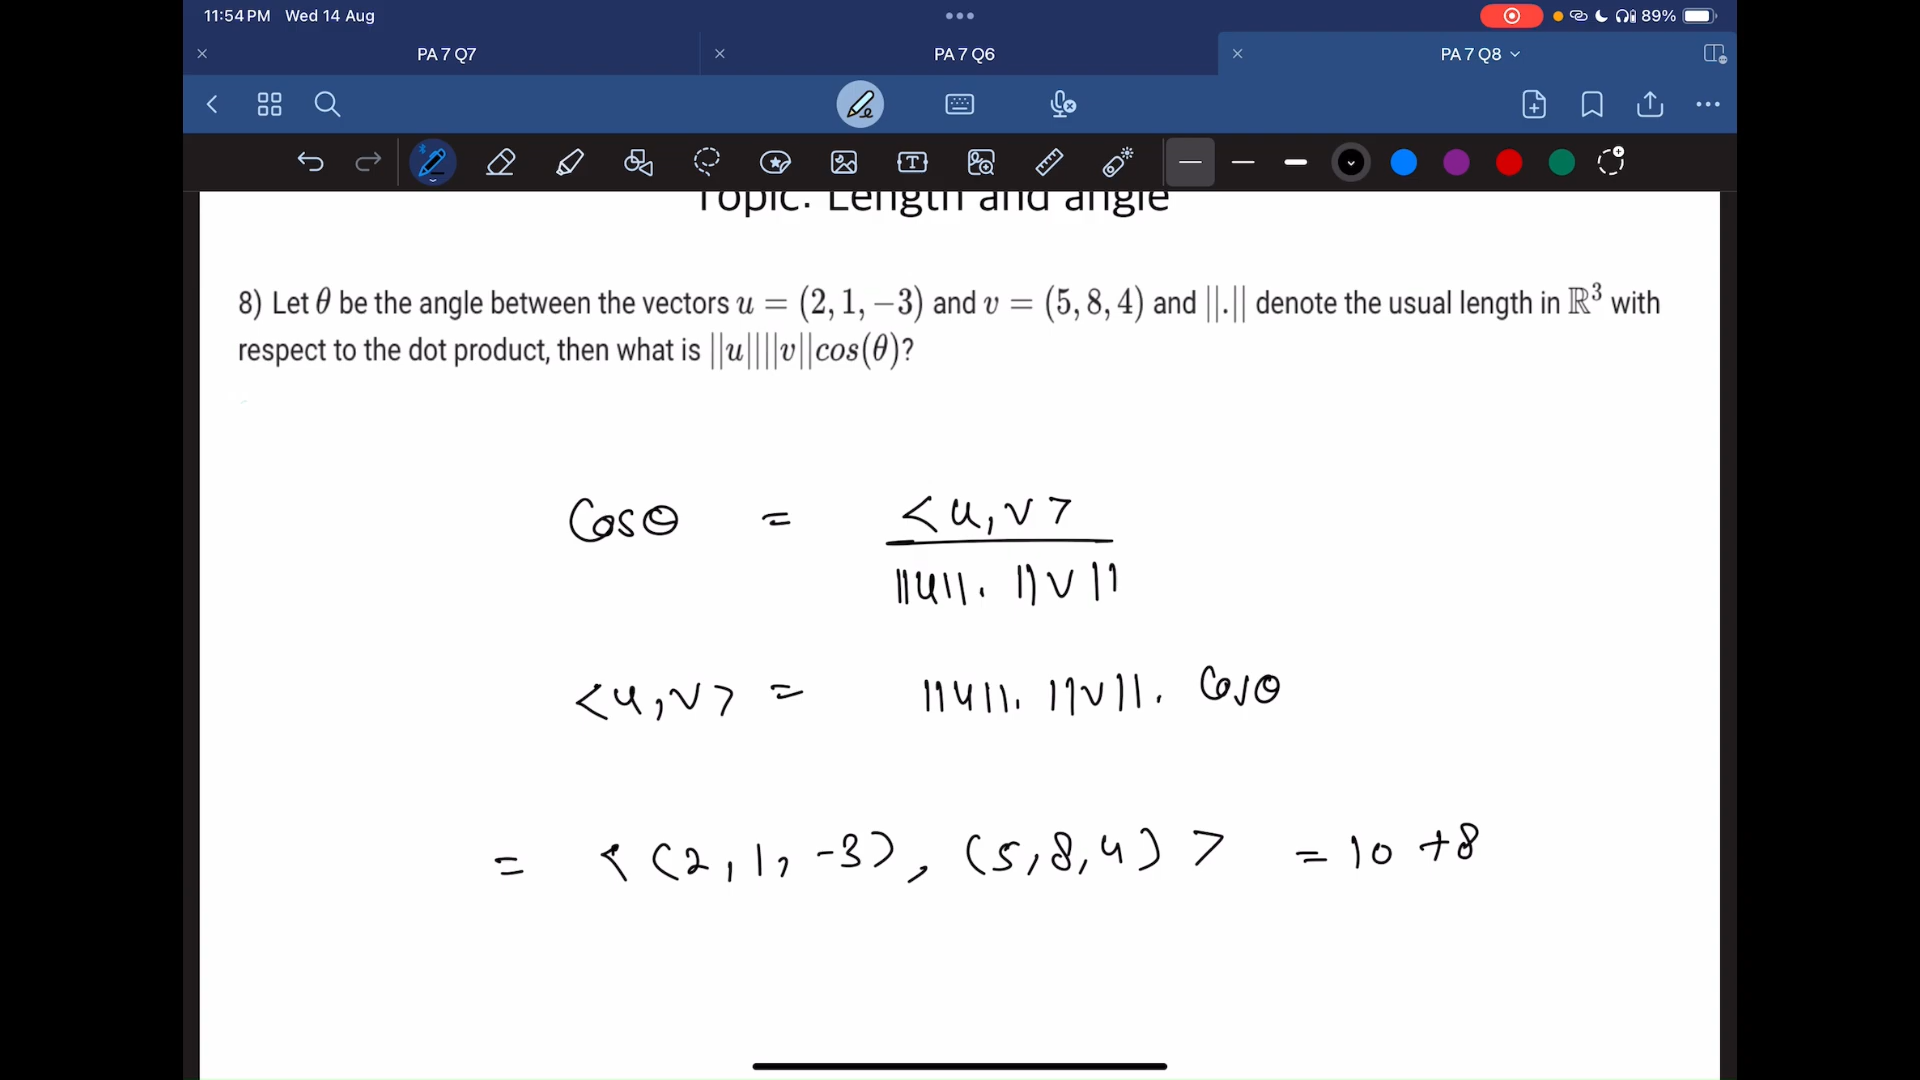 11:54 PM Wed 14 Aug 89%
PA 7 Q7 PA 7 Q6 PA 7 Q8
Topic: Length and angle
8) Let θ be the angle between the vectors u = (2, 1, −3) and v = (5, 8, 4) and ||.|| denote the usual length in ℝ³ with
respect to the dot product, then what is ||u||||v||cos(θ)?
Cosθ = <u,v>
||u||. ||v||
<u,v> = ||u||. ||v||. Cosθ
= <(2, 1, -3), (5,8,4)> = 10 +8